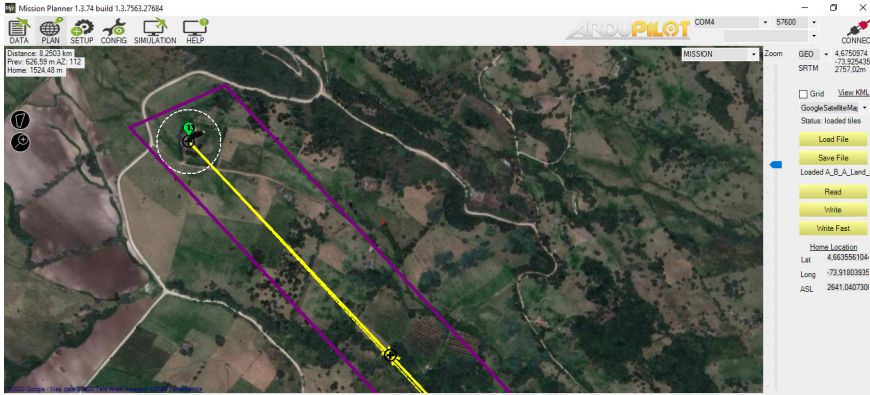 Mission Planner 1.3.74 build 1.3.7563.27684
DATA PLAN SETUP CONFIG SIMULATION HELP
ARDUPILOT
COM4 57600
CONNEC
Distance: 8,2503 km
Prev: 626,59 m AZ: 112
Home: 1524,48 m
MISSION
Zoom
GEO 4,6750974
-73,925435
SRTM 2757,02m
Grid View KML
GoogleSatelliteMap
Status: loaded tiles
Load File
Save File
Loaded A_B_A_Land_
Read
Write
Write Fast
Home Location
Lat 4,6635561044
Long -73,91803935
ASL 2641,0407300